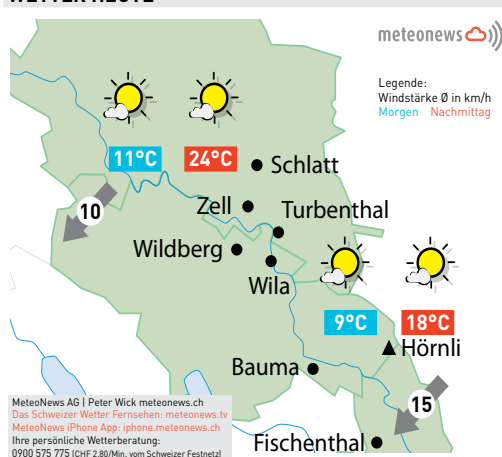 WETTER HEUTE
meteonews
Legende:
Windstärke Ø in km/h
Morgen Nachmittag
11°C 24°C
Schlatt
10
Zell
Turbenthal
Wildberg
Wila
9°C 18°C
Hörnli
Bauma
15
Fischenthal
MeteoNews AG | Peter Wick meteonews.ch
Das Schweizer Wetter Fernsehen: meteonews.tv
MeteoNews iPhone App: iphone.meteonews.ch
Ihre persönliche Wetterberatung:
0900 575 775 (CHF 2.80/Min. vom Schweizer Festnetz)